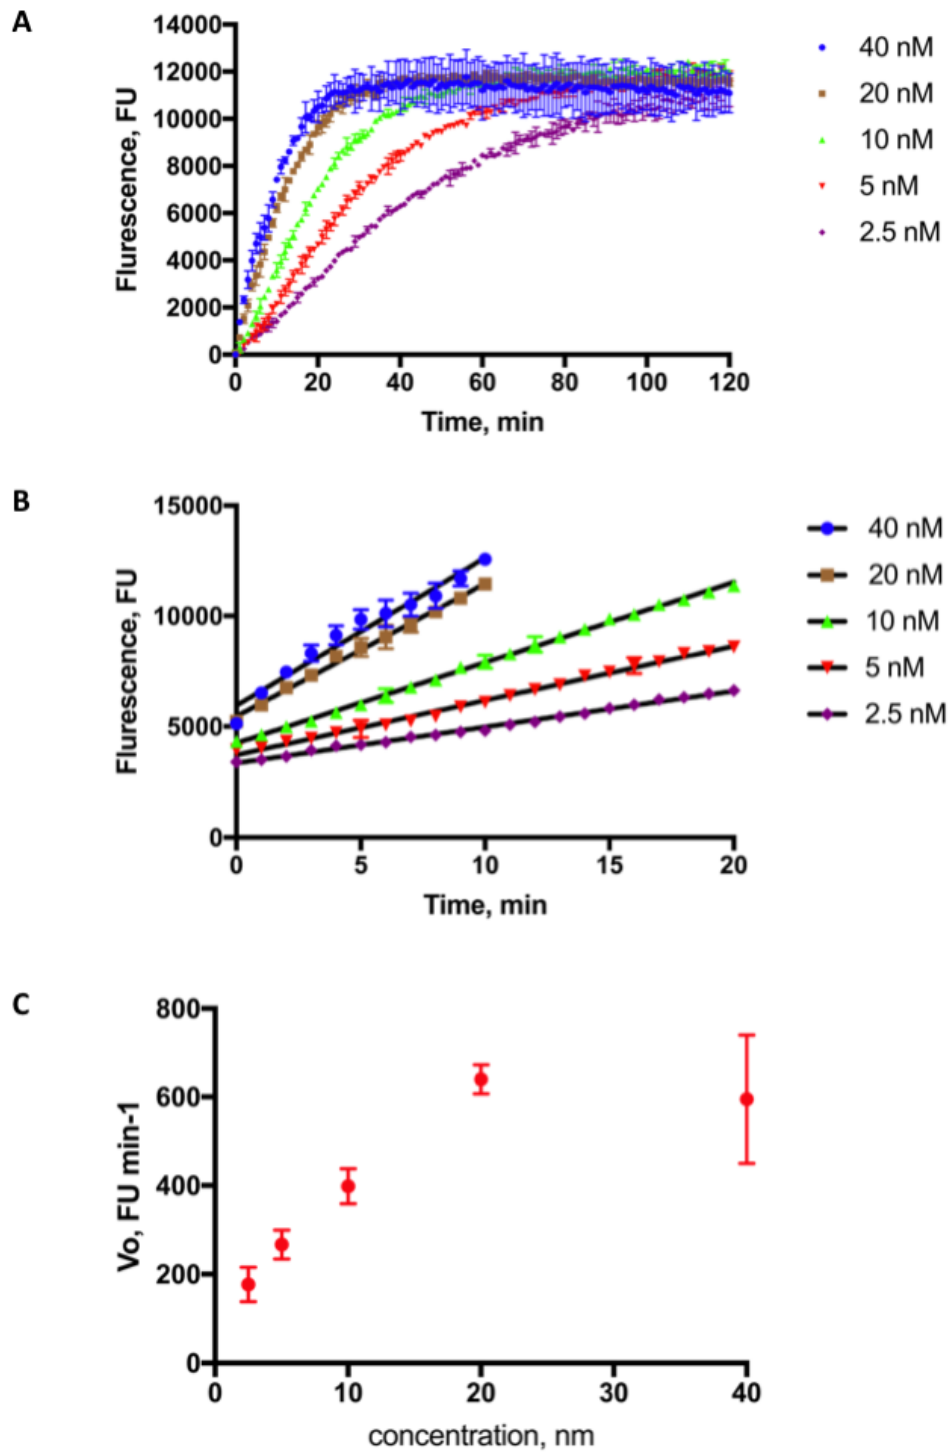 A
Flurescence, FU
14000
12000
10000
8000
6000
4000
2000
0
0 20 40 60 80 100 120
Time, min
40 nM
20 nM
10 nM
5 nM
2.5 nM
B
Flurescence, FU
15000
10000
5000
0
0 5 10 15 20
Time, min
40 nM
20 nM
10 nM
5 nM
2.5 nM
C
Vo, FU min-1
800
600
400
200
0
0 10 20 30 40
concentration, nm